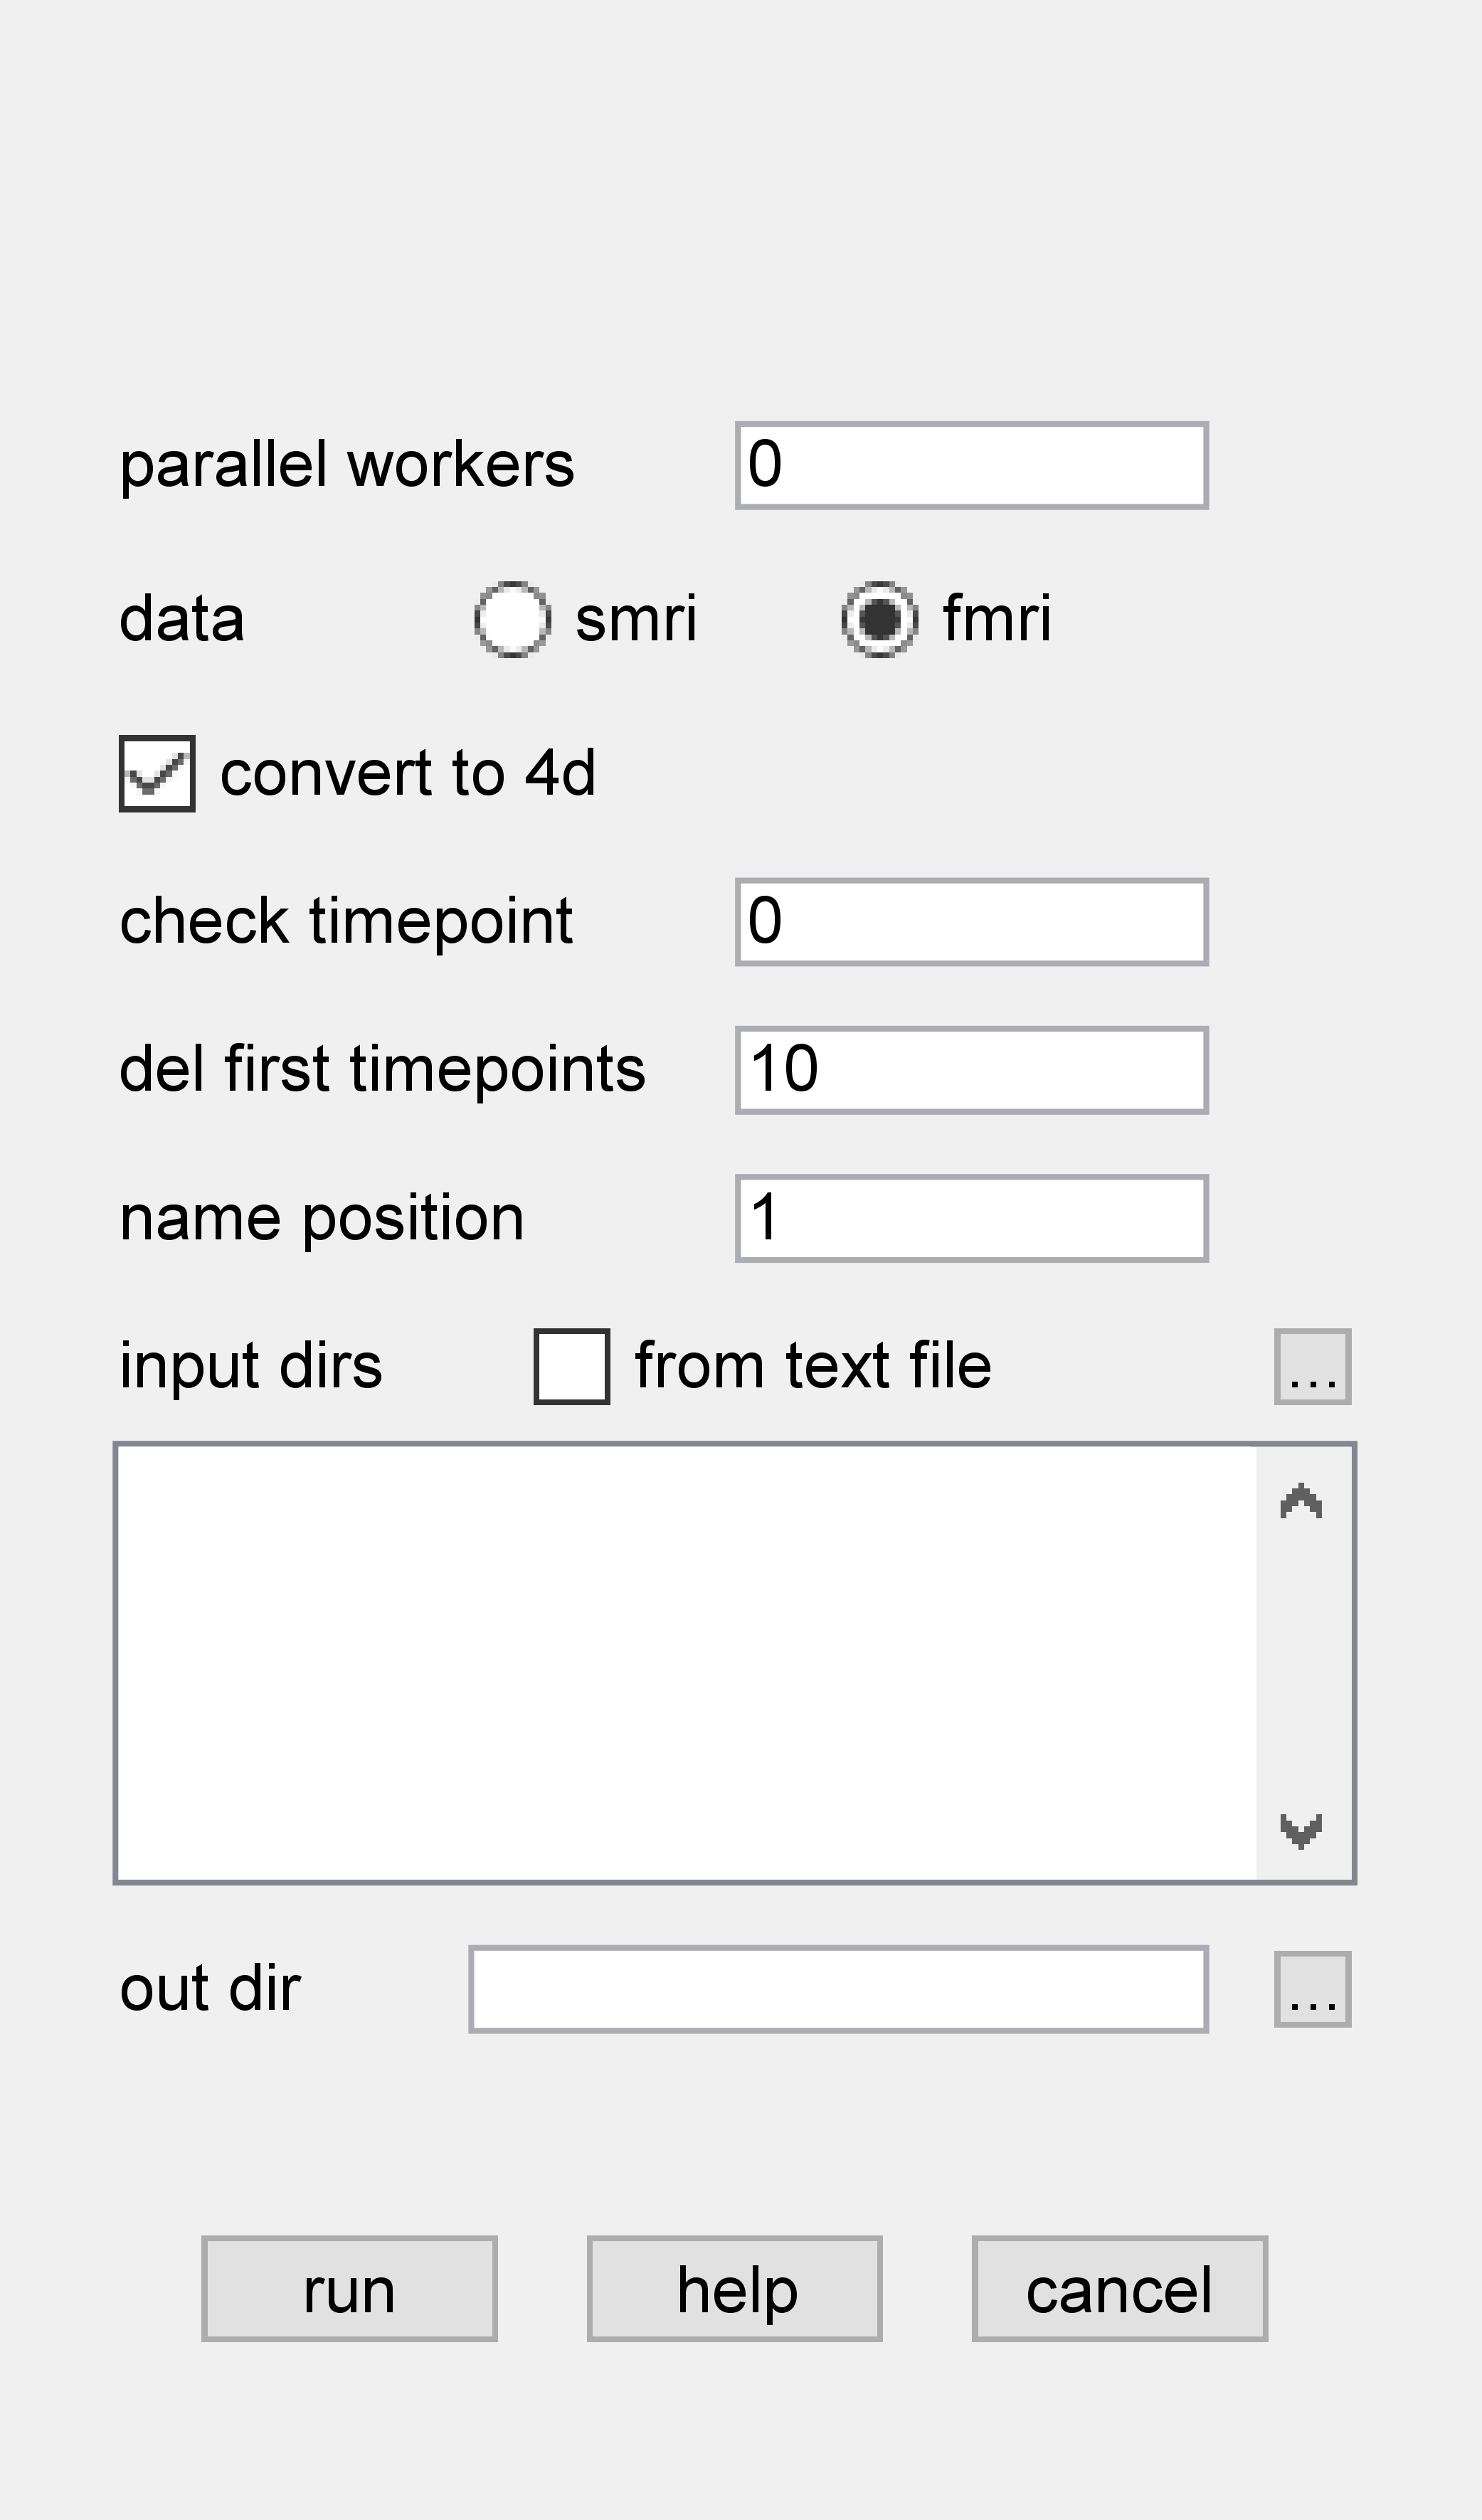 parallel workers 0
data smri fmri
convert to 4d
check timepoint 0
del first timepoints 10
name position 1
input dirs from text file ...
out dir ...
run help cancel